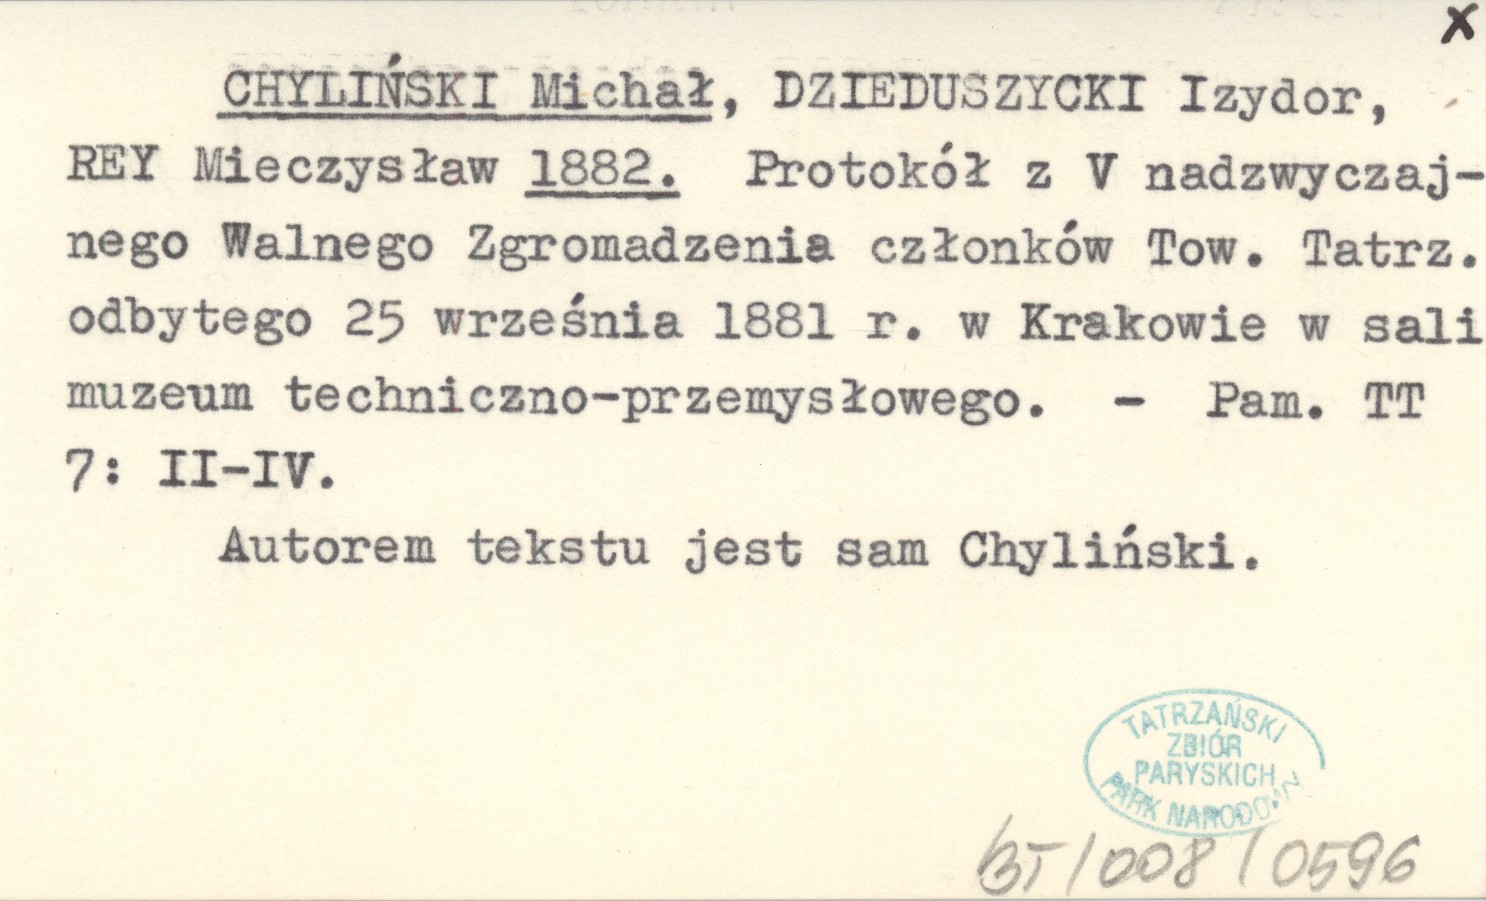 x
CHYLIŃSKI Michał, DZIEDUSZYCKI Izydor,
REY Mieczysław 1882. Protokół z V nadzwyczaj-
nego Walnego Zgromadzenia członków Tow. Tatrz.
odbytego 25 września 1881 r. w Krakowie w sali
muzeum techniczno-przemysłowego. - Pam. TT
7: II-IV.
Autorem tekstu jest sam Chyliński.
TATRZAŃSKI
ZBIÓR
PARYSKICH
PARK NARODOWY
BT/008/0596